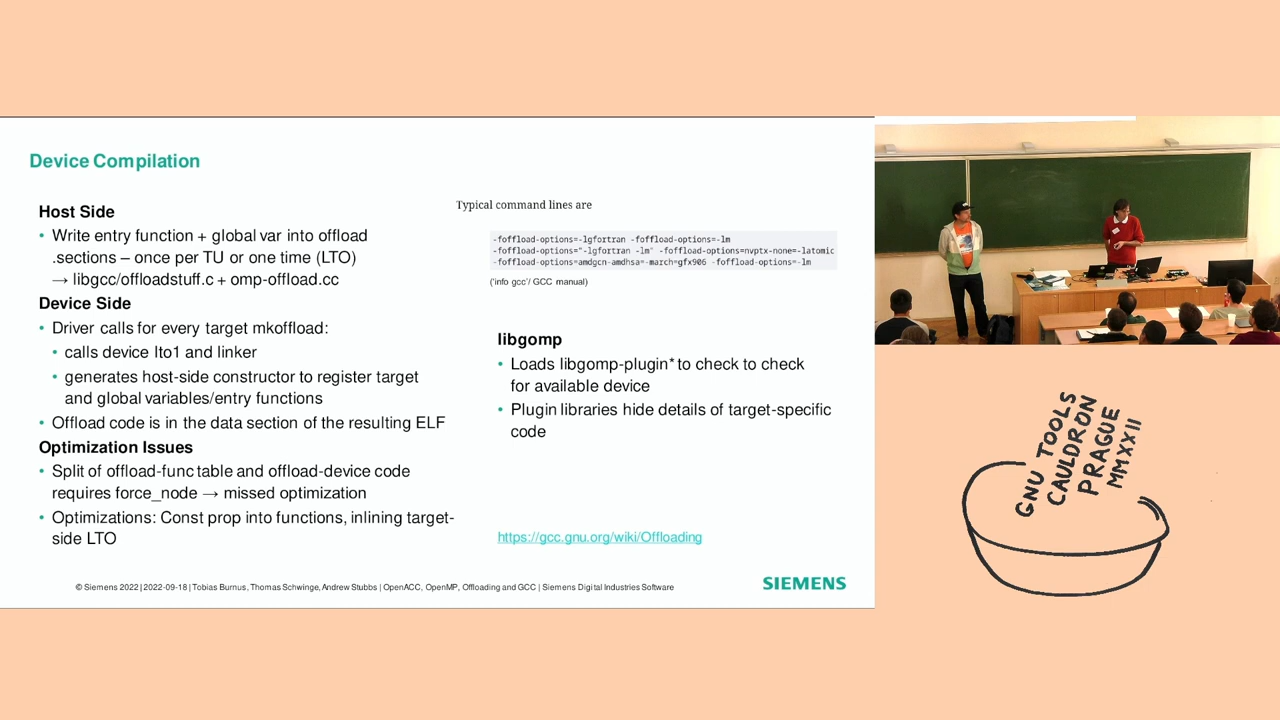 Device Compilation
Host Side
• Write entry function + global var into offload
.sections – once per TU or one time (LTO)
→ libgcc/offloadstuff.c + omp-offload.cc
Device Side
• Driver calls for every target mkoffload:
• calls device lto1 and linker
• generates host-side constructor to register target
and global variables/entry functions
• Offload code is in the data section of the resulting ELF
Optimization Issues
• Split of offload-func table and offload-device code
requires force_node → missed optimization
• Optimizations: Const prop into functions, inlining target-
side LTO
Typical command lines are
-foffload-options=-lgfortran -foffload-options=-lm
-foffload-options="-lgfortran -lm" -foffload-options=nvptx-none=-latomic
-foffload-options=amdgcn-amdhsa=-march=gfx906 -foffload-options=-lm
('info gcc'/ GCC manual)
libgomp
• Loads libgomp-plugin* to check to check
for available device
• Plugin libraries hide details of target-specific
code
https://gcc.gnu.org/wiki/Offloading
© Siemens 2022 | 2022-09-18 | Tobias Burnus, Thomas Schwinge, Andrew Stubbs | OpenACC, OpenMP, Offloading and GCC | Siemens Digital Industries Software
SIEMENS
GNU TOOLS
CAULDRON
PRAGUE
MMXXII